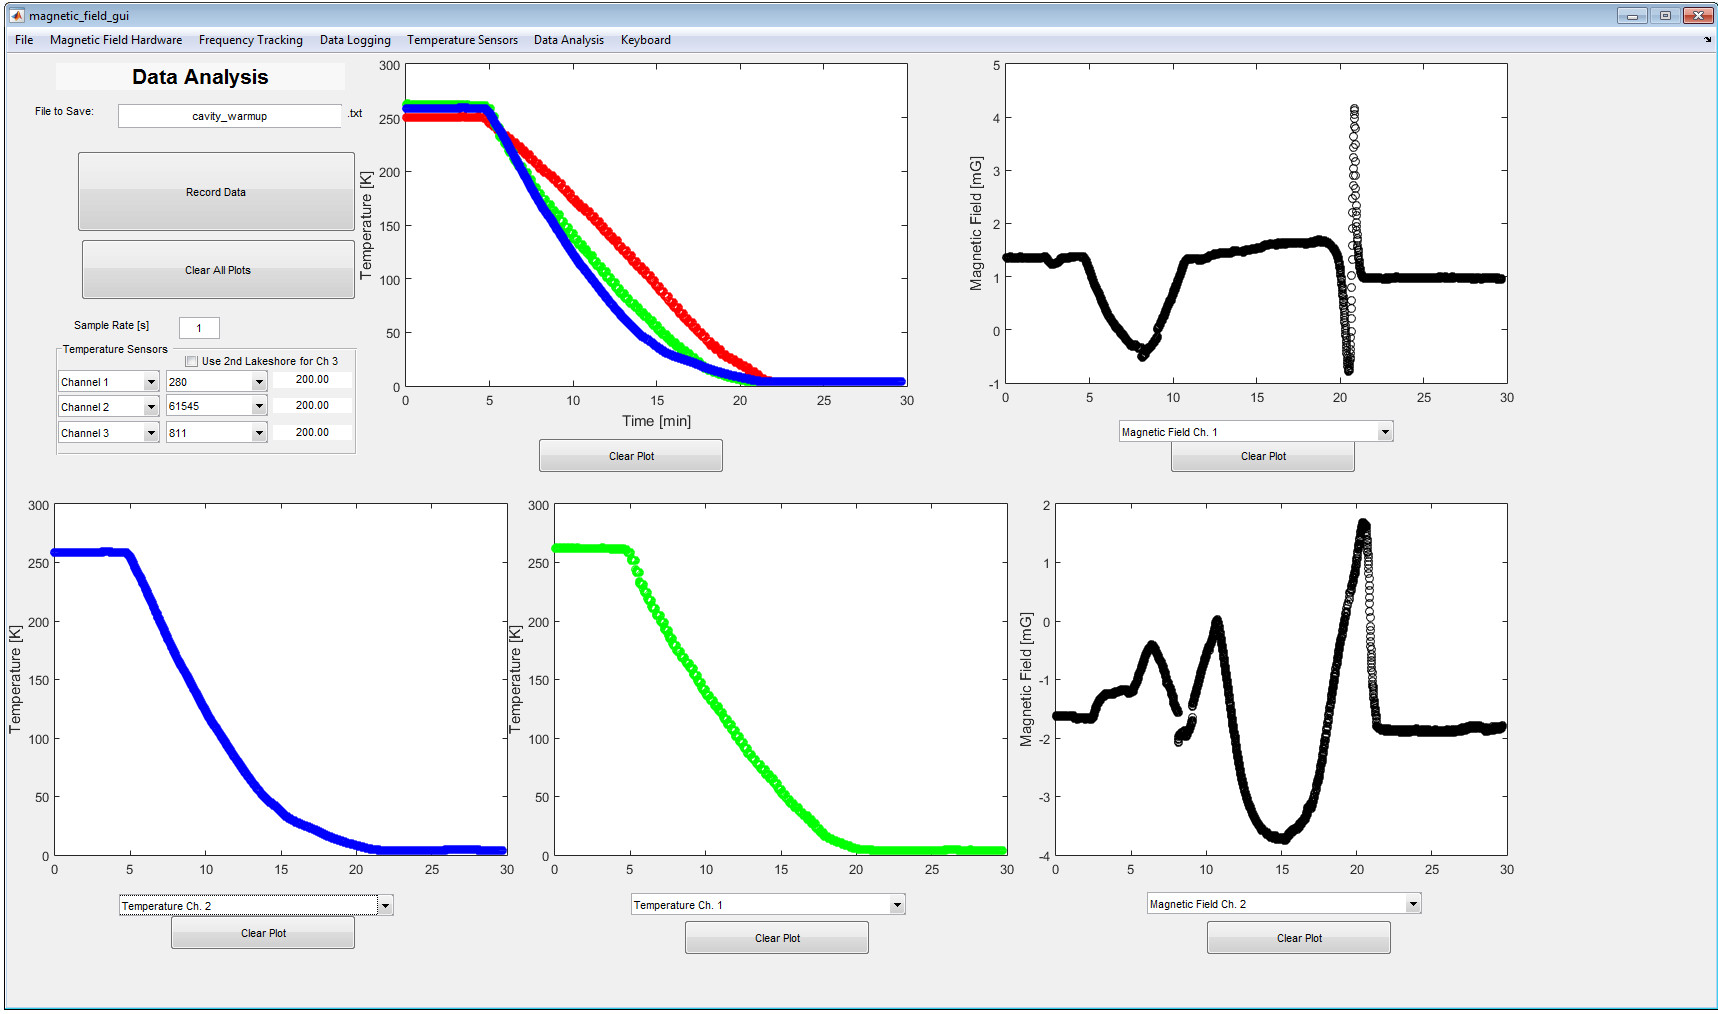 magnetic_field_gui
File Magnetic Field Hardware Frequency Tracking Data Logging Temperature Sensors Data Analysis Keyboard
Data Analysis
File to Save: cavity_warmup .txt
Record Data
Clear All Plots
Sample Rate [s] 1
Temperature Sensors
Use 2nd Lakeshore for Ch 3
Channel 1 280 200.00
Channel 2 61545 200.00
Channel 3 811 200.00
Temperature [K]
300
250
200
150
100
50
0
0 5 10 15 20 25 30
Time [min]
Clear Plot
Magnetic Field [mG]
5
4
3
2
1
0
-1
0 5 10 15 20 25 30
Magnetic Field Ch. 1
Clear Plot
Temperature [K]
300
250
200
150
100
50
0
0 5 10 15 20 25 30
Temperature Ch. 2
Clear Plot
Temperature [K]
300
250
200
150
100
50
0
0 5 10 15 20 25 30
Temperature Ch. 1
Clear Plot
Magnetic Field [mG]
2
1
0
-1
-2
-3
-4
0 5 10 15 20 25 30
Magnetic Field Ch. 2
Clear Plot